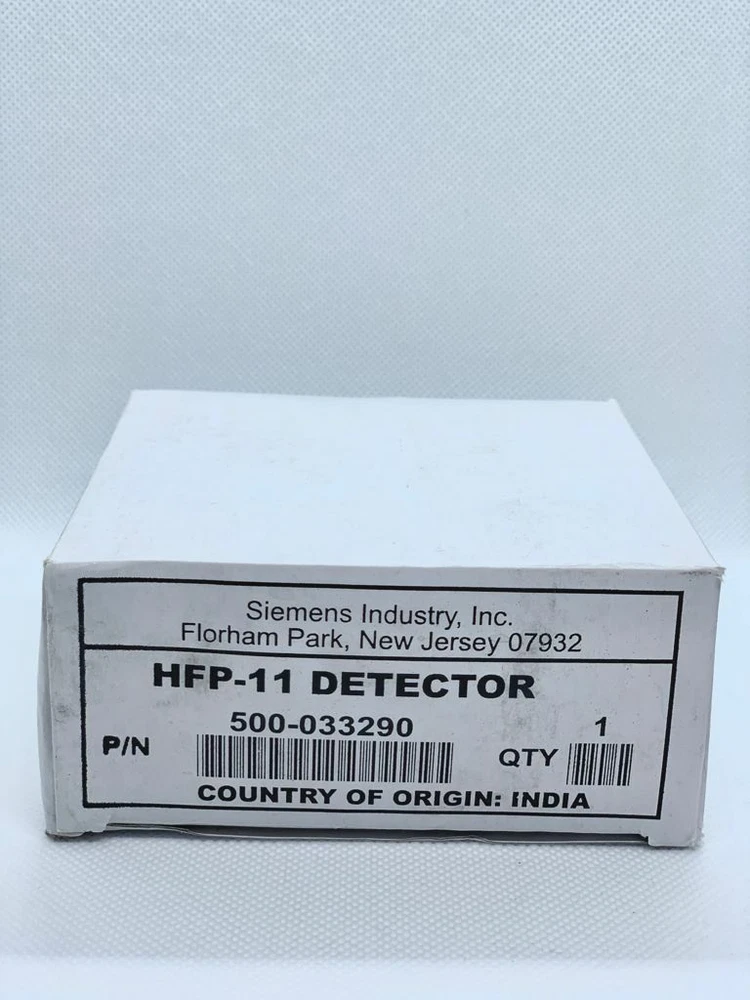 Siemens Industry, Inc.
Florham Park, New Jersey 07932
HFP-11 DETECTOR
500-033290
P/N
1
QTY
COUNTRY OF ORIGIN: INDIA